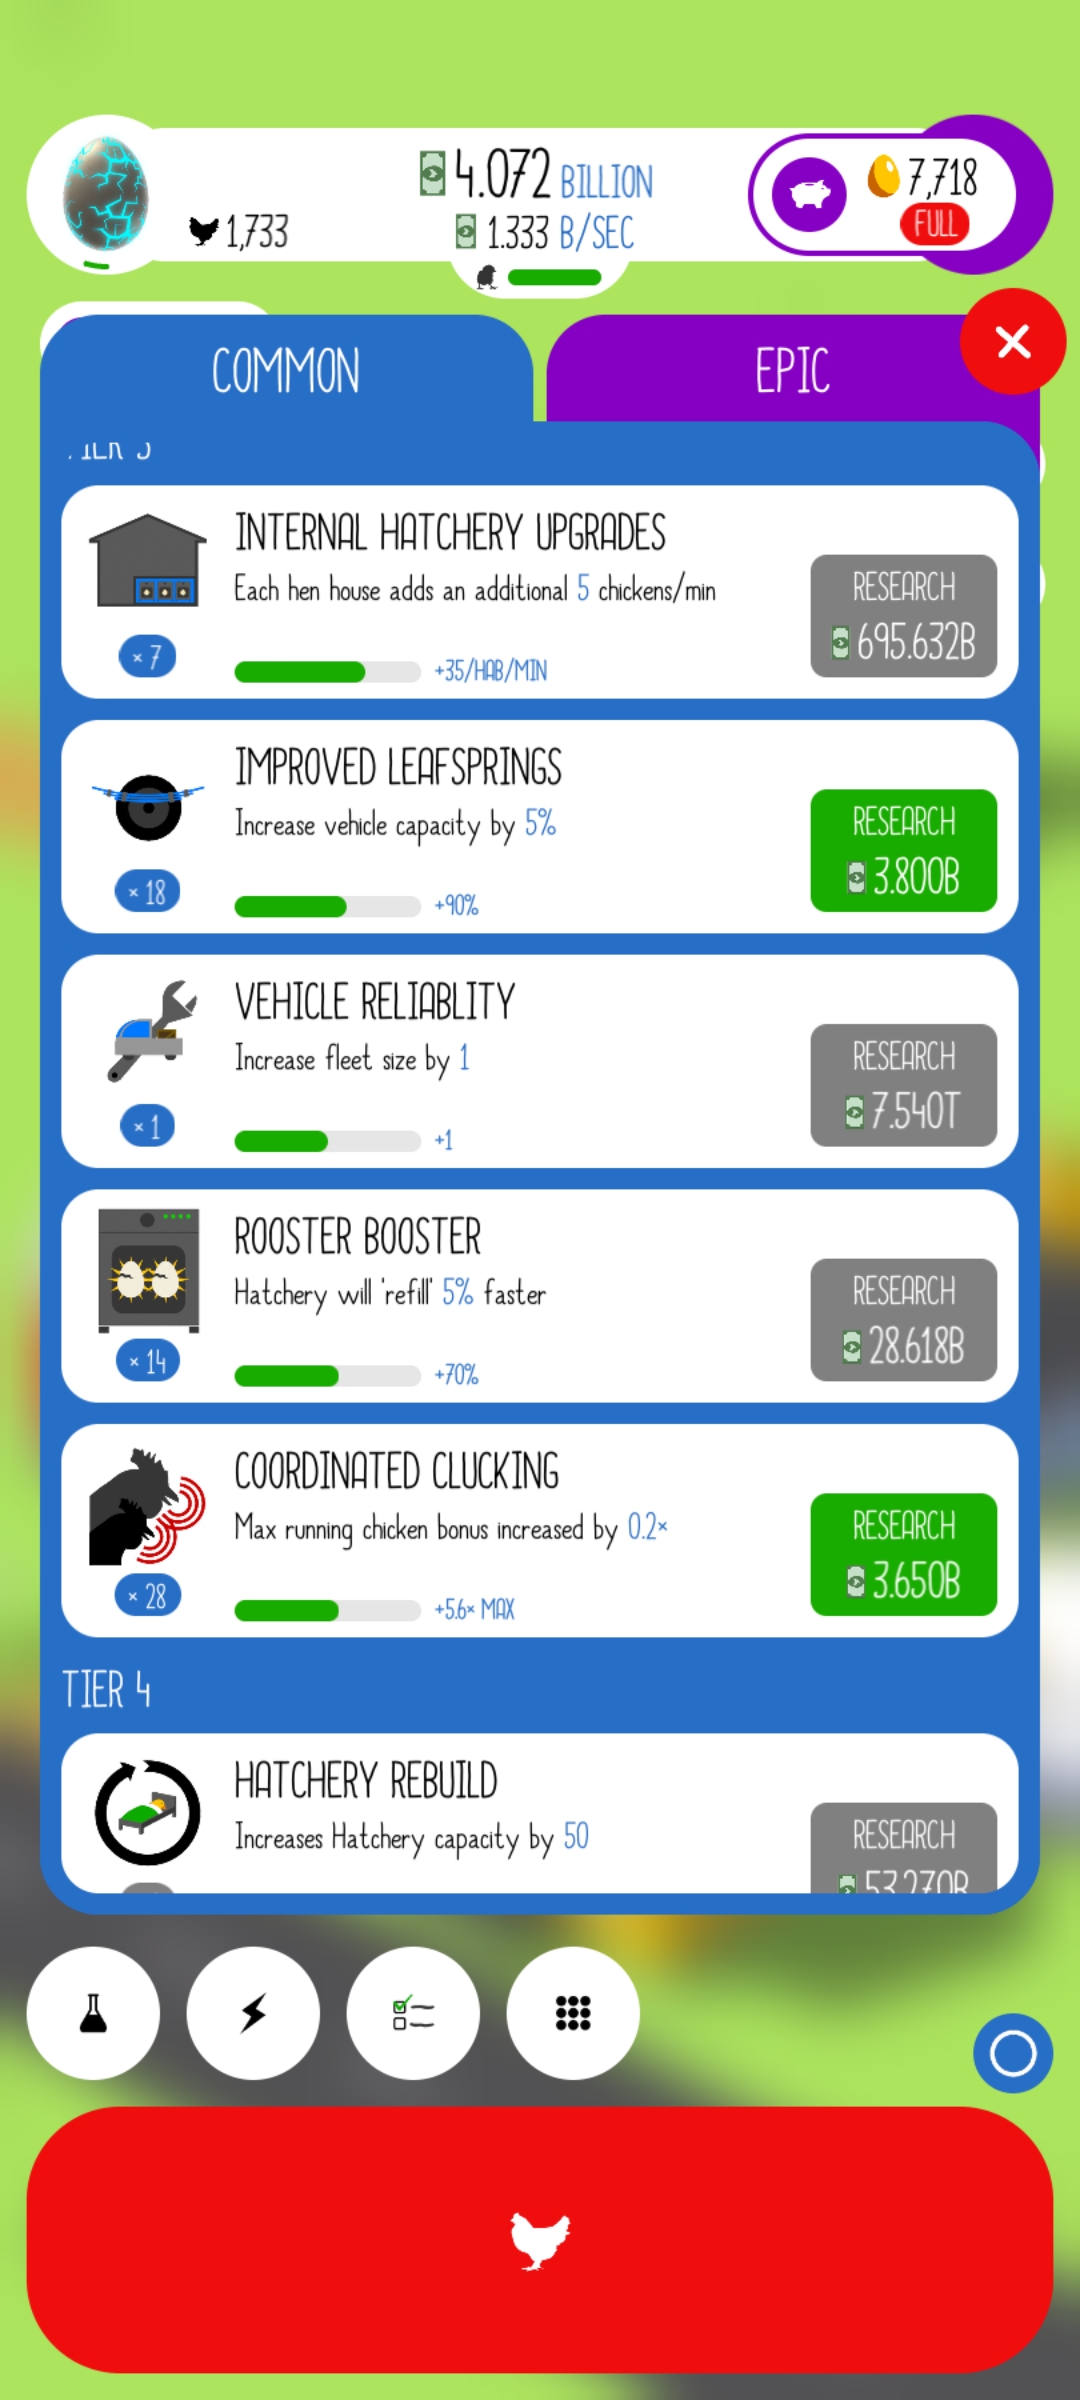 4.072 BILLION
1,733
1.333 B/SEC
7,718
FULL
COMMON
EPIC
INTERNAL HATCHERY UPGRADES
Each hen house adds an additional 5 chickens/min
RESEARCH
695.632B
× 7
+35/HAB/MIN
IMPROVED LEAFSPRINGS
Increase vehicle capacity by 5%
RESEARCH
3.800B
× 18
+90%
VEHICLE RELIABLITY
Increase fleet size by 1
RESEARCH
7.540T
× 1
+1
ROOSTER BOOSTER
Hatchery will 'refill' 5% faster
RESEARCH
28.618B
× 14
+70%
COORDINATED CLUCKING
Max running chicken bonus increased by 0.2×
RESEARCH
3.650B
× 28
+5.6× MAX
TIER 4
HATCHERY REBUILD
Increases Hatchery capacity by 50
RESEARCH
53.270B